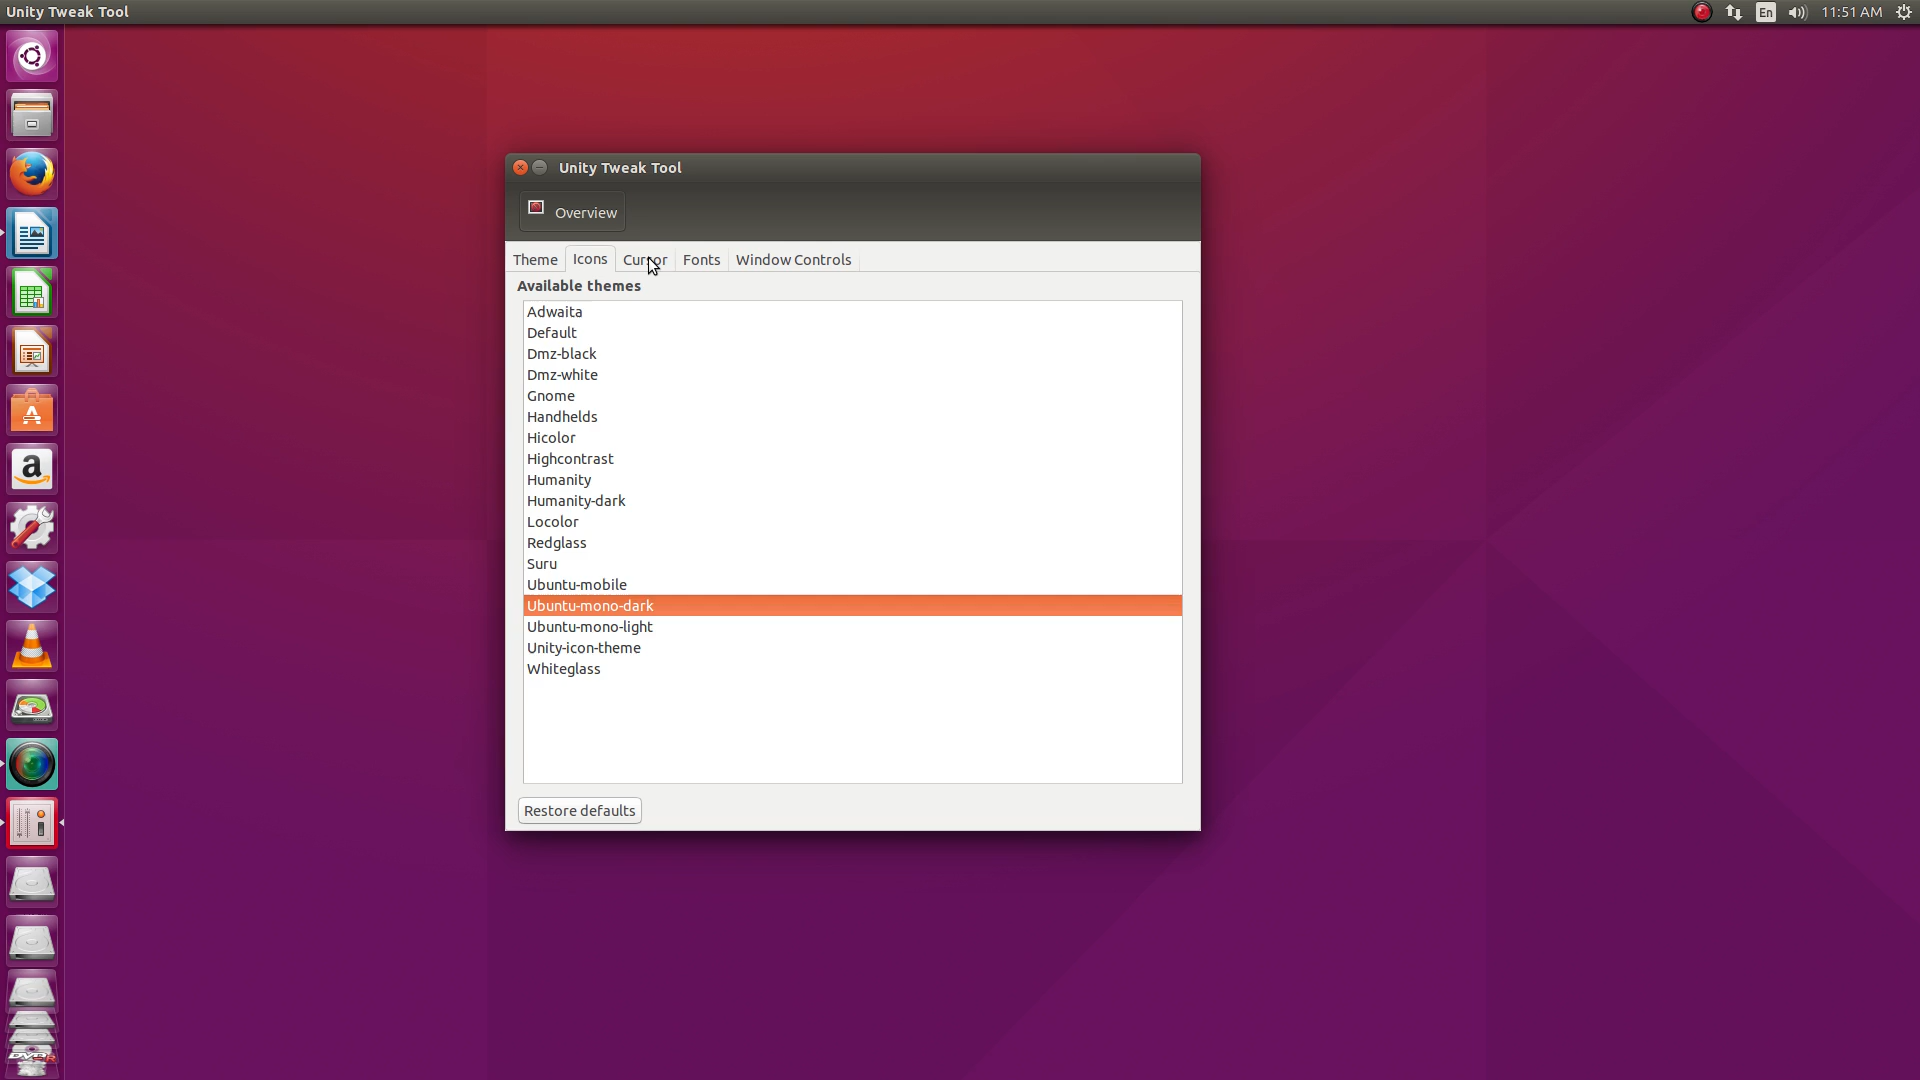 Unity Tweak Tool
En
11:51 AM
Unity Tweak Tool
Overview
Theme Icons Cursor Fonts Window Controls
Available themes
Adwaita
Default
Dmz-black
Dmz-white
Gnome
Handhelds
Hicolor
Highcontrast
Humanity
Humanity-dark
Locolor
Redglass
Suru
Ubuntu-mobile
Ubuntu-mono-dark
Ubuntu-mono-light
Unity-icon-theme
Whiteglass
Restore defaults
A
a